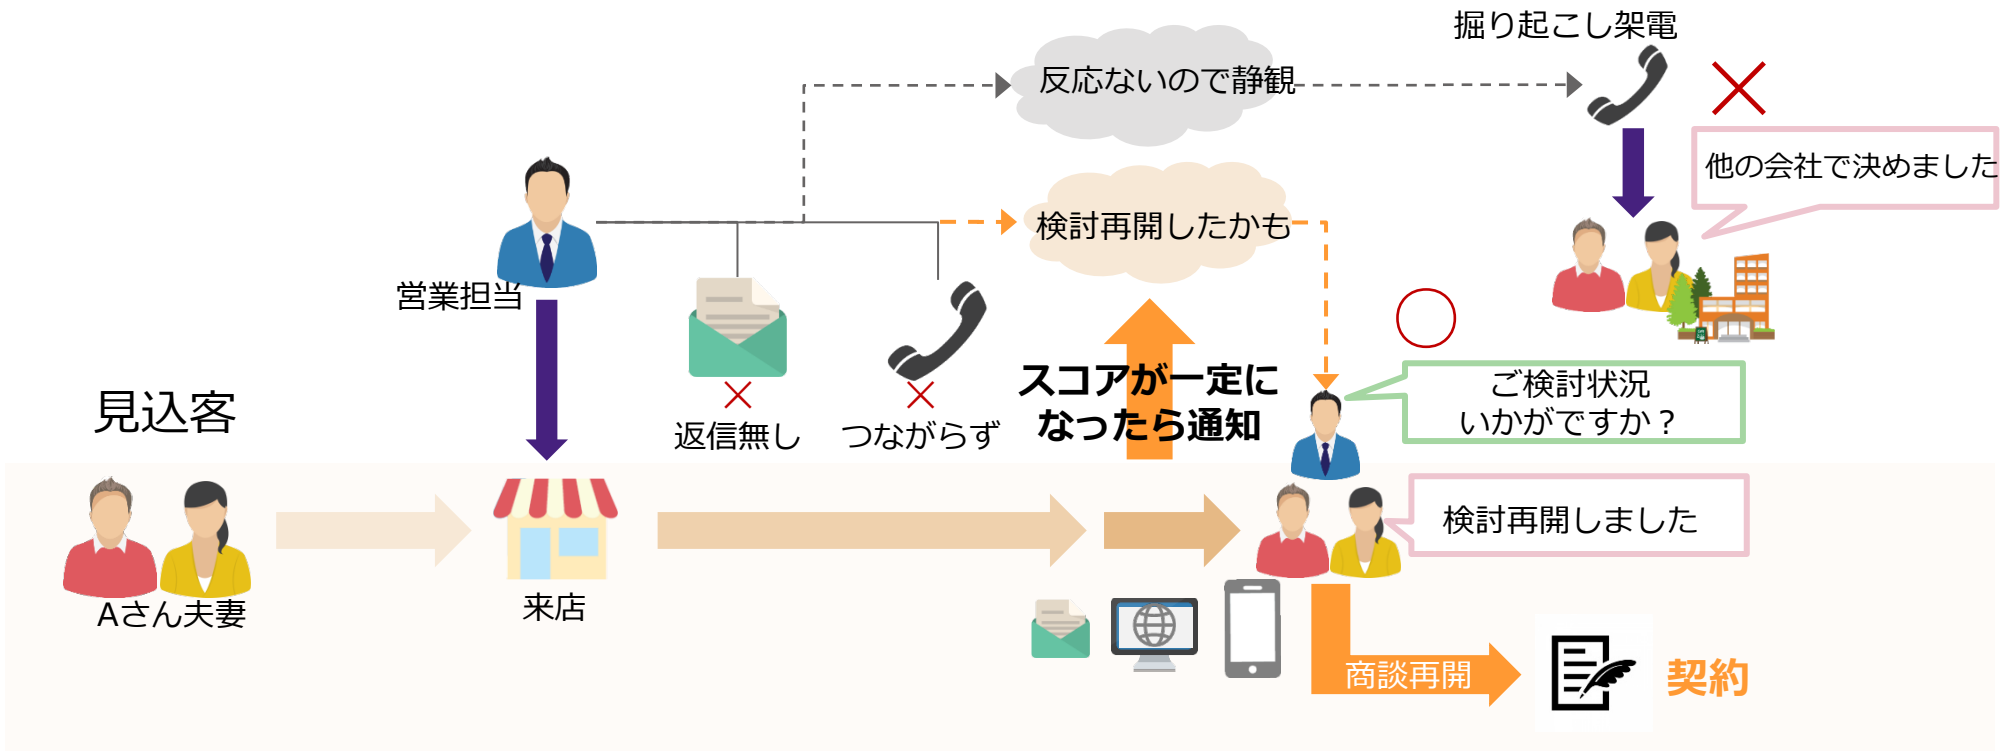 掘り起こし架電
反応ないので静観
他の会社で決めました
検討再開したかも
営業担当
スコアが一定に
なったら通知
ご検討状況
いかがですか？
見込客
返信無し
つながらず
検討再開しました
Aさん夫妻
来店
商談再開
契約